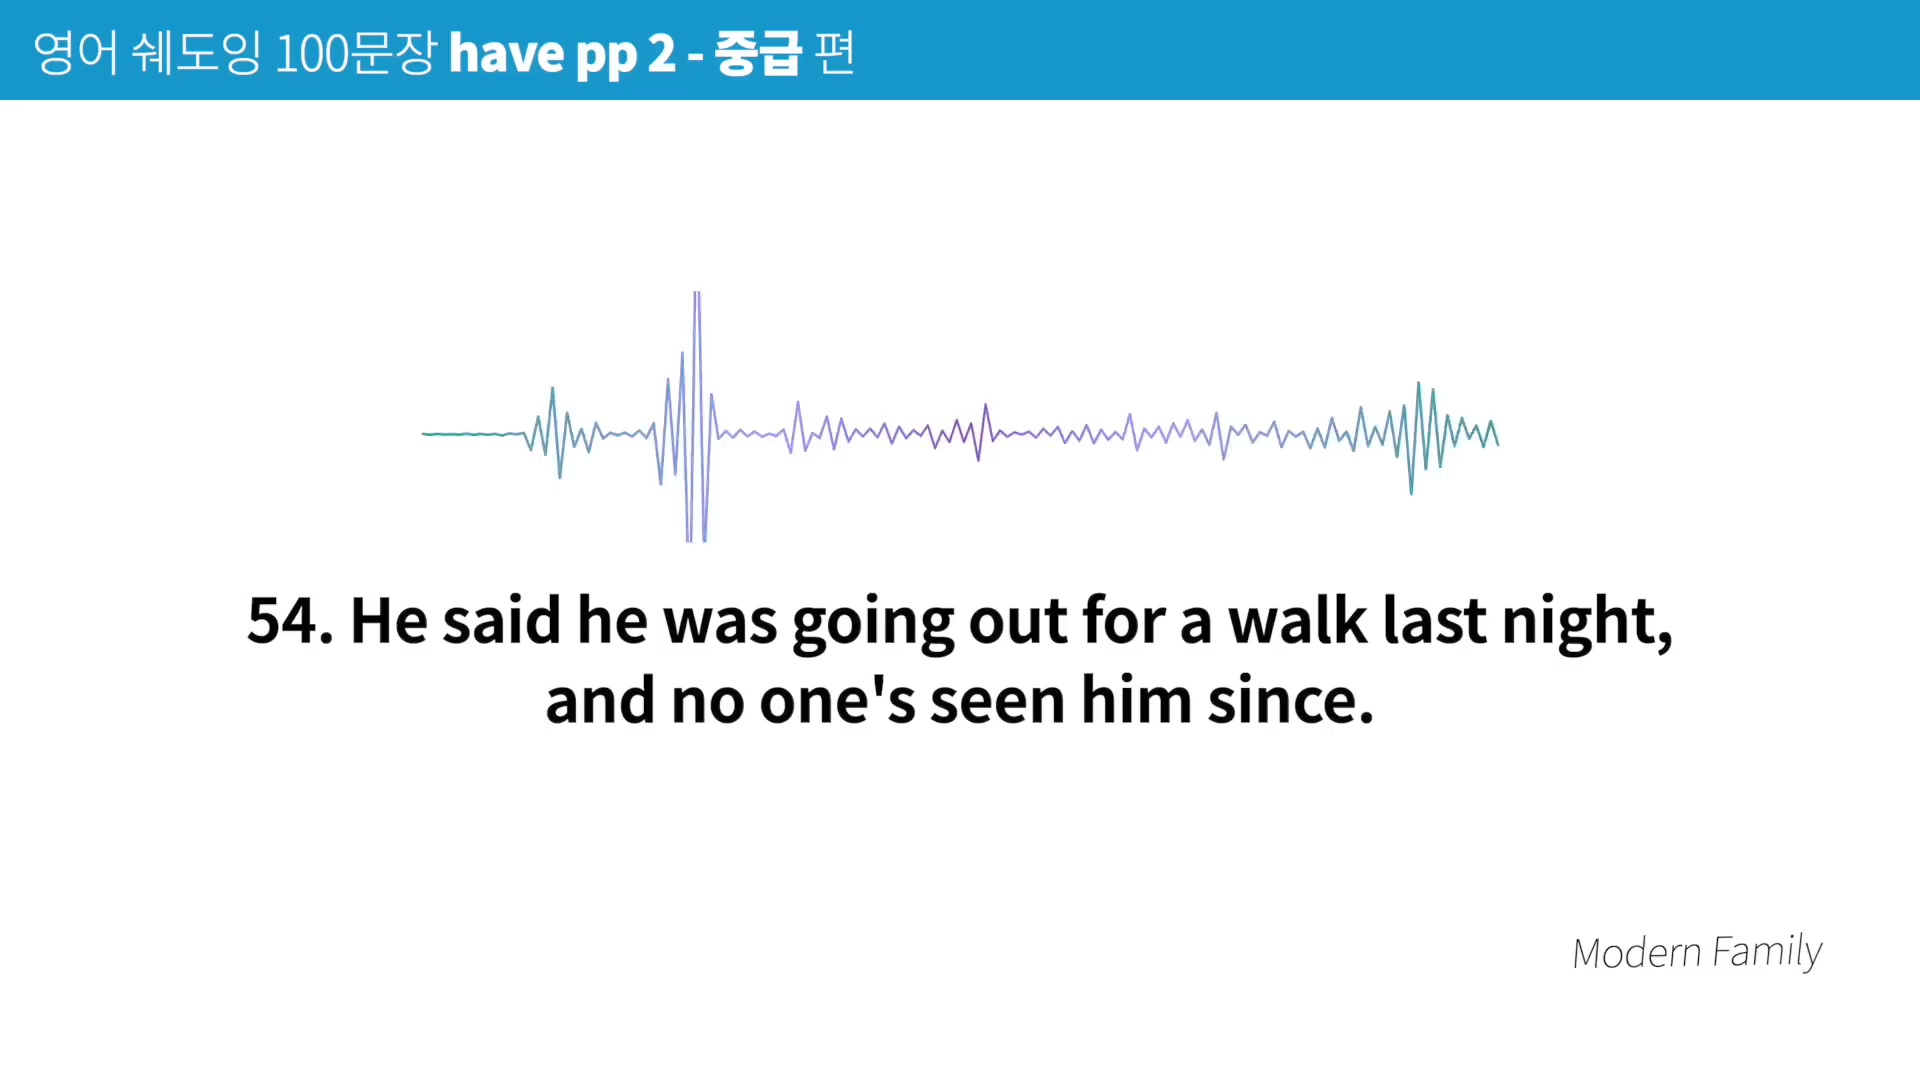 영어 쉐도잉 100문장 have pp 2 - 중급 편
54. He said he was going out for a walk last night,
and no one's seen him since.
Modern Family